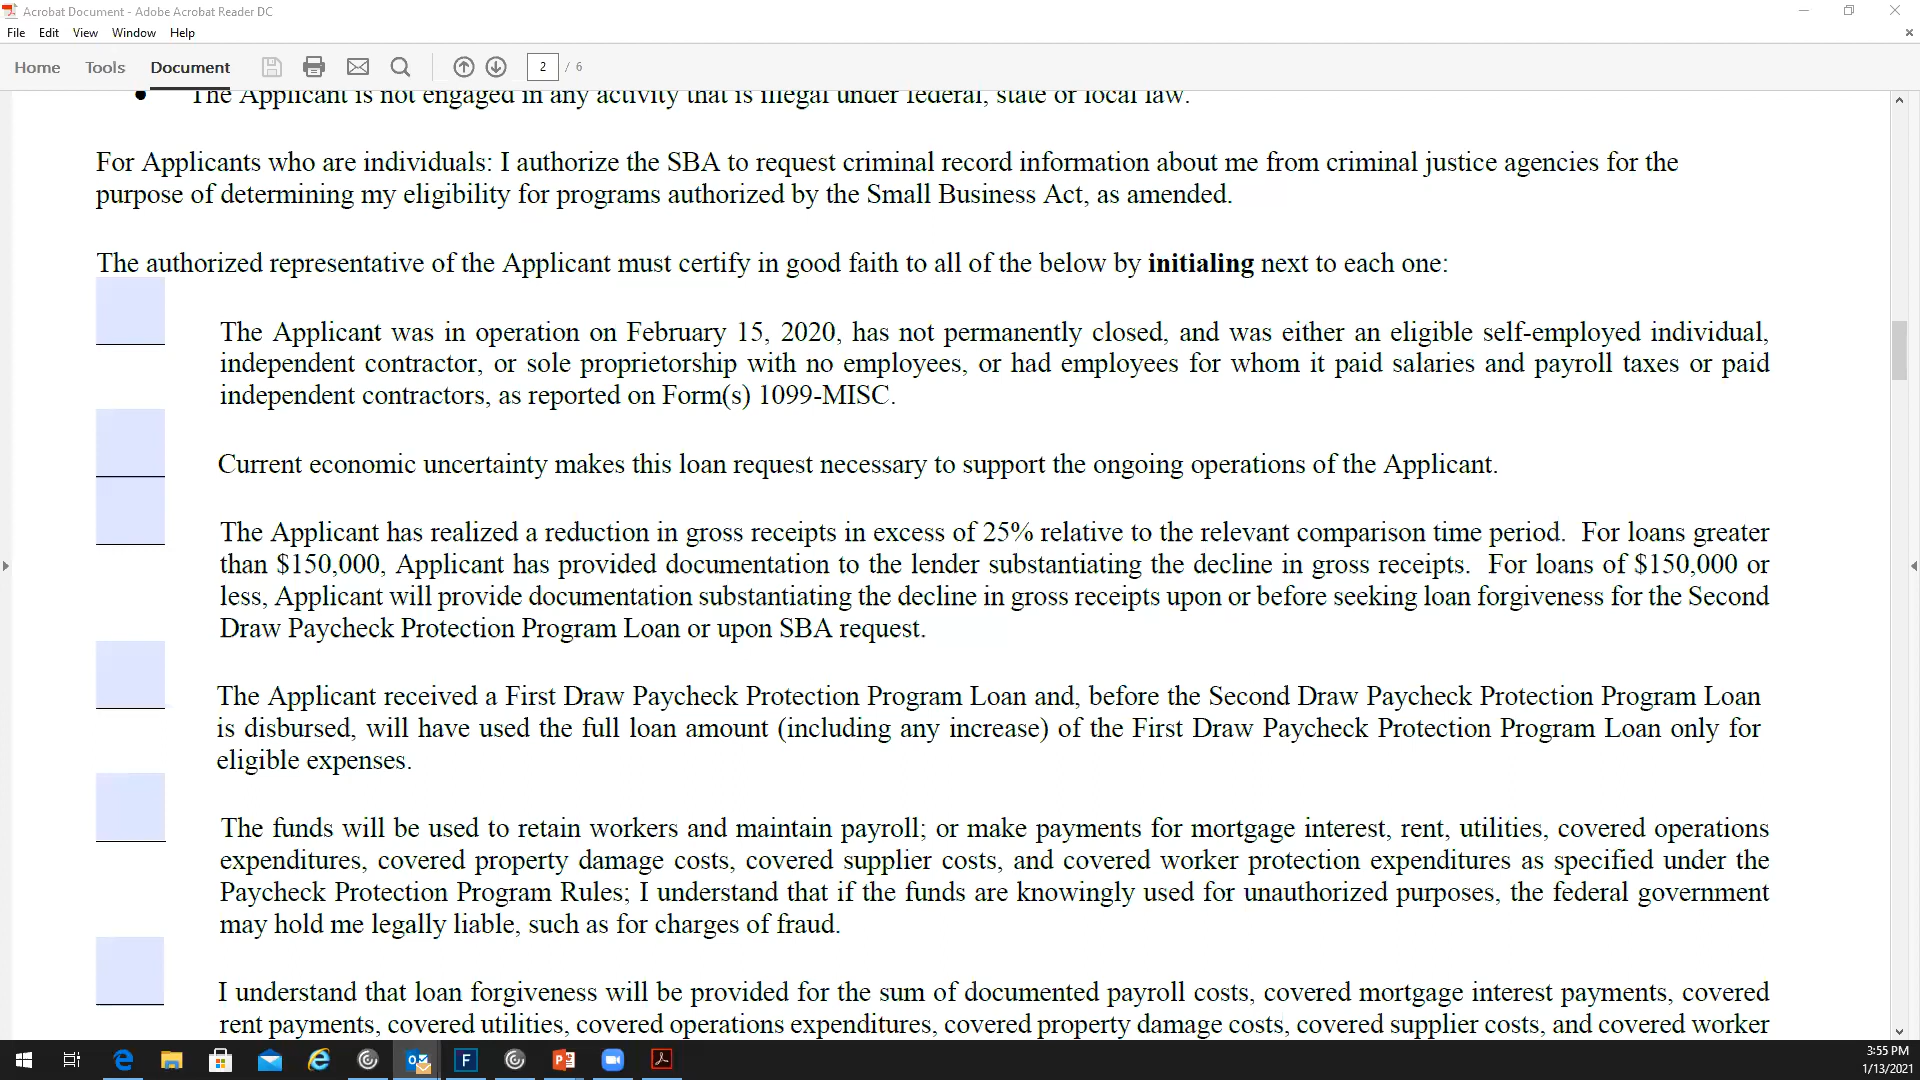 Acrobat Document - Adobe Acrobat Reader DC
File Edit View Window Help
Home Tools Document 2 / 6
The Applicant is not engaged in any activity that is illegal under federal, state or local law.
For Applicants who are individuals: I authorize the SBA to request criminal record information about me from criminal justice agencies for the
purpose of determining my eligibility for programs authorized by the Small Business Act, as amended.
The authorized representative of the Applicant must certify in good faith to all of the below by initialing next to each one:
The Applicant was in operation on February 15, 2020, has not permanently closed, and was either an eligible self-employed individual,
independent contractor, or sole proprietorship with no employees, or had employees for whom it paid salaries and payroll taxes or paid
independent contractors, as reported on Form(s) 1099-MISC.
Current economic uncertainty makes this loan request necessary to support the ongoing operations of the Applicant.
The Applicant has realized a reduction in gross receipts in excess of 25% relative to the relevant comparison time period. For loans greater
than $150,000, Applicant has provided documentation to the lender substantiating the decline in gross receipts. For loans of $150,000 or
less, Applicant will provide documentation substantiating the decline in gross receipts upon or before seeking loan forgiveness for the Second
Draw Paycheck Protection Program Loan or upon SBA request.
The Applicant received a First Draw Paycheck Protection Program Loan and, before the Second Draw Paycheck Protection Program Loan
is disbursed, will have used the full loan amount (including any increase) of the First Draw Paycheck Protection Program Loan only for
eligible expenses.
The funds will be used to retain workers and maintain payroll; or make payments for mortgage interest, rent, utilities, covered operations
expenditures, covered property damage costs, covered supplier costs, and covered worker protection expenditures as specified under the
Paycheck Protection Program Rules; I understand that if the funds are knowingly used for unauthorized purposes, the federal government
may hold me legally liable, such as for charges of fraud.
I understand that loan forgiveness will be provided for the sum of documented payroll costs, covered mortgage interest payments, covered
rent payments, covered utilities, covered operations expenditures, covered property damage costs, covered supplier costs, and covered worker
3:55 PM
1/13/2021